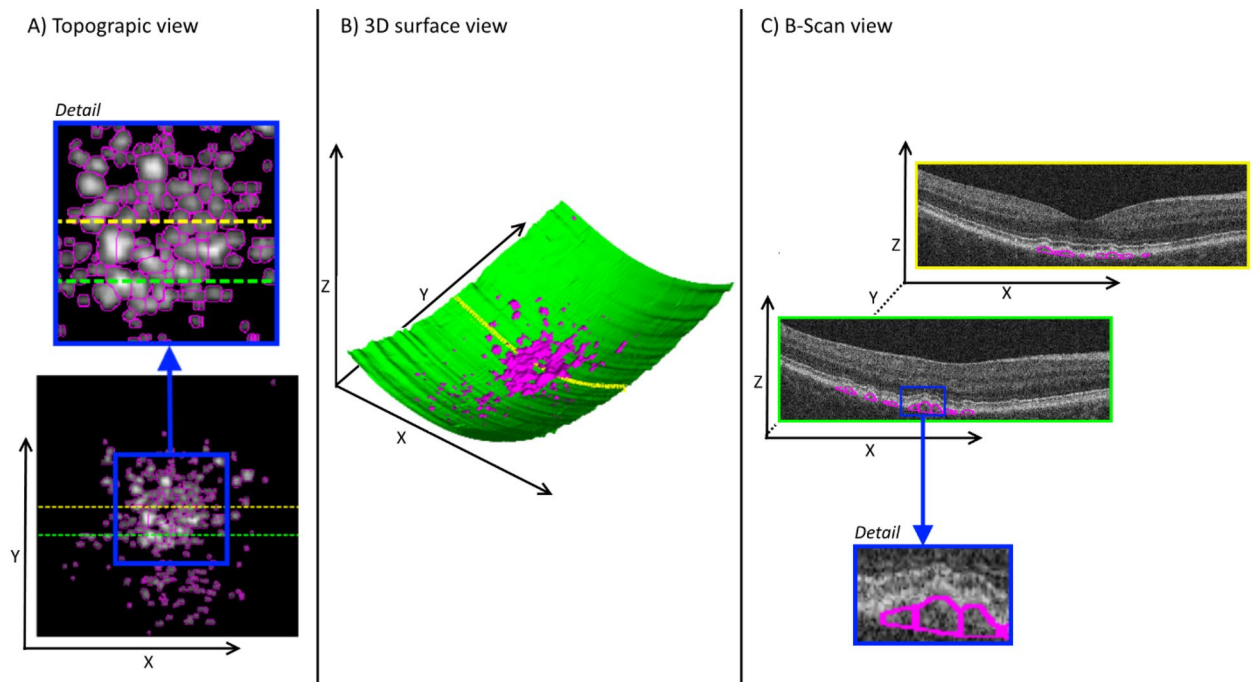 A) Topograpic view
B) 3D surface view
C) B-Scan view
Detail
Y
X
Z
Y
X
Z
Y
X
Z
X
Detail